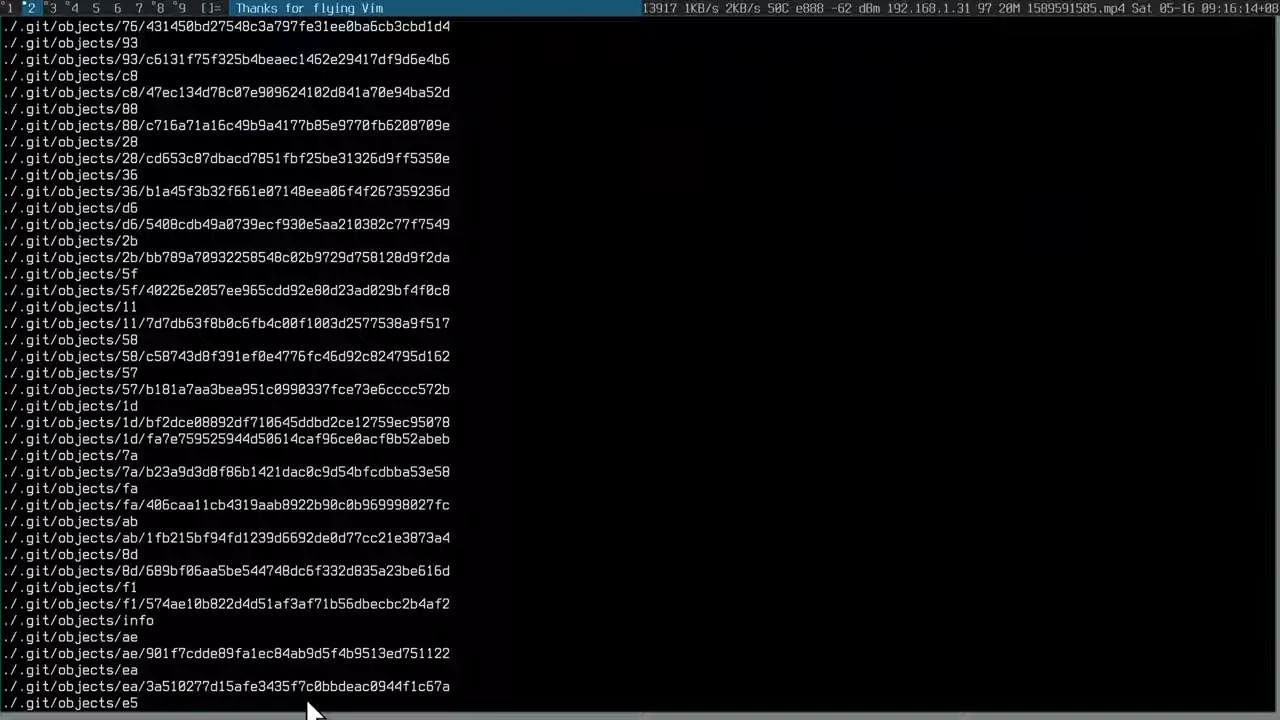 1 2 3 4 5 6 7 8 9 []= Thanks for flying Vim 13917 1KB/s 2KB/s 50C e888 -62 dBm 192.168.1.31 97 20M 1589591585.mp4 Sat 05-16 09:16:14+08
./.git/objects/76/431450bd27548c3a797fe31ee0ba6cb3cbd1d4
./.git/objects/93
./.git/objects/93/c6131f75f325b4beaec1462e29417df9d6e4b6
./.git/objects/c8
./.git/objects/c8/47ec134d78c07e909624102d841a70e94ba52d
./.git/objects/88
./.git/objects/88/c716a71a16c49b9a4177b85e9770fb6208709e
./.git/objects/28
./.git/objects/28/cd653c87dbacd7851fbf25be31326d9ff5350e
./.git/objects/36
./.git/objects/36/b1a45f3b32f661e07148eea06f4f267359236d
./.git/objects/d6
./.git/objects/d6/5408cdb49a0739ecf930e5aa210382c77f7549
./.git/objects/2b
./.git/objects/2b/bb789a70932258548c02b9729d758128d9f2da
./.git/objects/5f
./.git/objects/5f/40226e2057ee965cdd92e80d23ad029bf4f0c8
./.git/objects/11
./.git/objects/11/7d7db63f8b0c6fb4c00f1003d2577538a9f517
./.git/objects/58
./.git/objects/58/c58743d8f391ef0e4776fc46d92c824795d162
./.git/objects/57
./.git/objects/57/b181a7aa3bea951c0990337fce73e6cccc572b
./.git/objects/1d
./.git/objects/1d/bf2dce08892df710645ddbd2ce12759ec95078
./.git/objects/1d/fa7e759525944d50614caf96ce0acf8b52abeb
./.git/objects/7a
./.git/objects/7a/b23a9d3d8f86b1421dac0c9d54bfcdbba53e58
./.git/objects/fa
./.git/objects/fa/406caa11cb4319aab8922b90c0b969998027fc
./.git/objects/ab
./.git/objects/ab/1fb215bf94fd1239d6692de0d77cc21e3873a4
./.git/objects/8d
./.git/objects/8d/689bf06aa5be544748dc6f332d835a23be616d
./.git/objects/f1
./.git/objects/f1/574ae10b822d4d51af3af71b56dbecbc2b4af2
./.git/objects/info
./.git/objects/ae
./.git/objects/ae/901f7cdde89fa1ec84ab9d5f4b9513ed751122
./.git/objects/ea
./.git/objects/ea/3a510277d15afe3435f7c0bbdeac0944f1c67a
./.git/objects/e5